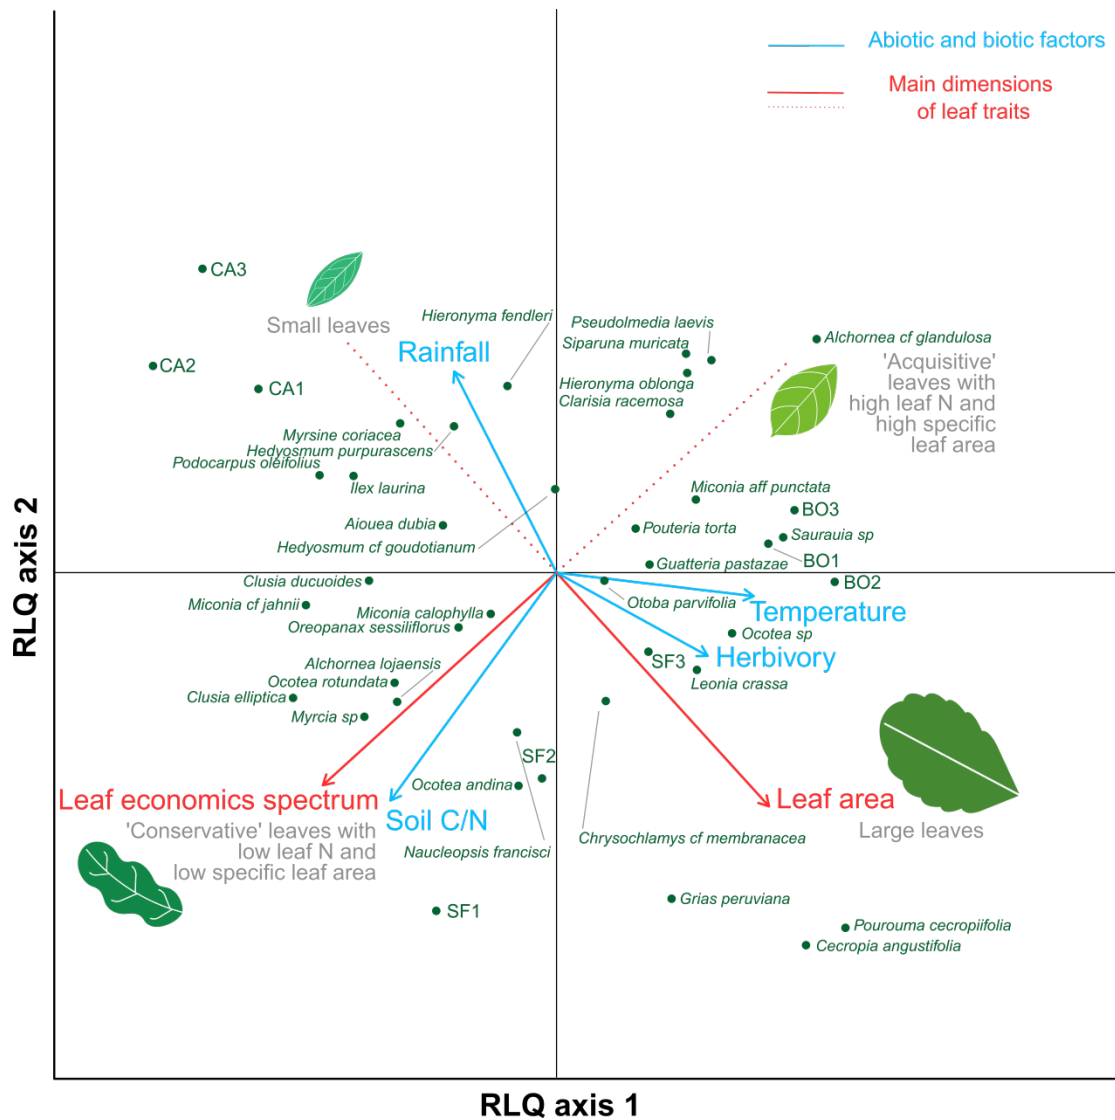 Abiotic and biotic factors
Main dimensions
of leaf traits
CA3
Small leaves
Hieronyma fendleri
Pseudolmedia laevis
Alchornea cf glandulosa
Siparuna muricata
Rainfall
'Acquisitive'
leaves with
high leaf N and
high specific
leaf area
CA2
CA1
Hieronyma oblonga
Clarisia racemosa
Myrsine coriacea
Hedyosmum purpurascens
Podocarpus oleifolius
Ilex laurina
Miconia aff punctata
BO3
Aiouea dubia
Pouteria torta
Saurauia sp
Hedyosmum cf goudotianum
BO1
Guatteria pastazae
Clusia ducuoides
BO2
Otoba parvifolia
Miconia cf jahnii
Miconia calophylla
Temperature
Oreopanax sessiliflorus
Ocotea sp
SF3
Herbivory
Alchornea lojaensis
Ocotea rotundata
Leonia crassa
Clusia elliptica
Myrcia sp
SF2
Ocotea andina
Leaf economics spectrum
Leaf area
Soil C/N
'Conservative' leaves with
low leaf N and
low specific leaf area
Large leaves
Chrysochlamys cf membranacea
Naucleopsis francisci
Grias peruviana
SF1
Pourouma cecropiifolia
Cecropia angustifolia
RLQ axis 2
RLQ axis 1